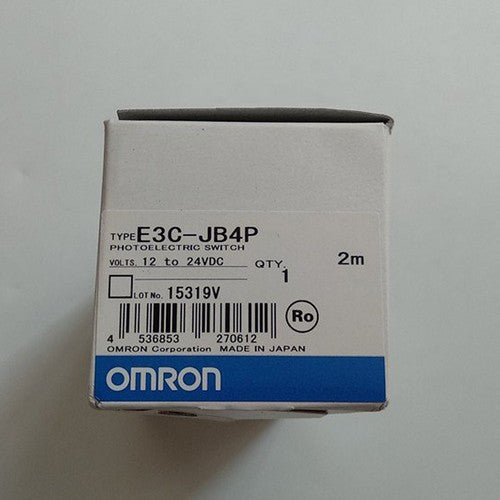 TYPE E3C-JB4P
PHOTOELECTRIC SWITCH
VOLTS. 12 to 24VDC QTY. 1 2m
LOT No. 15319V
Ro
4 536853 270612
OMRON Corporation MADE IN JAPAN
OMRON